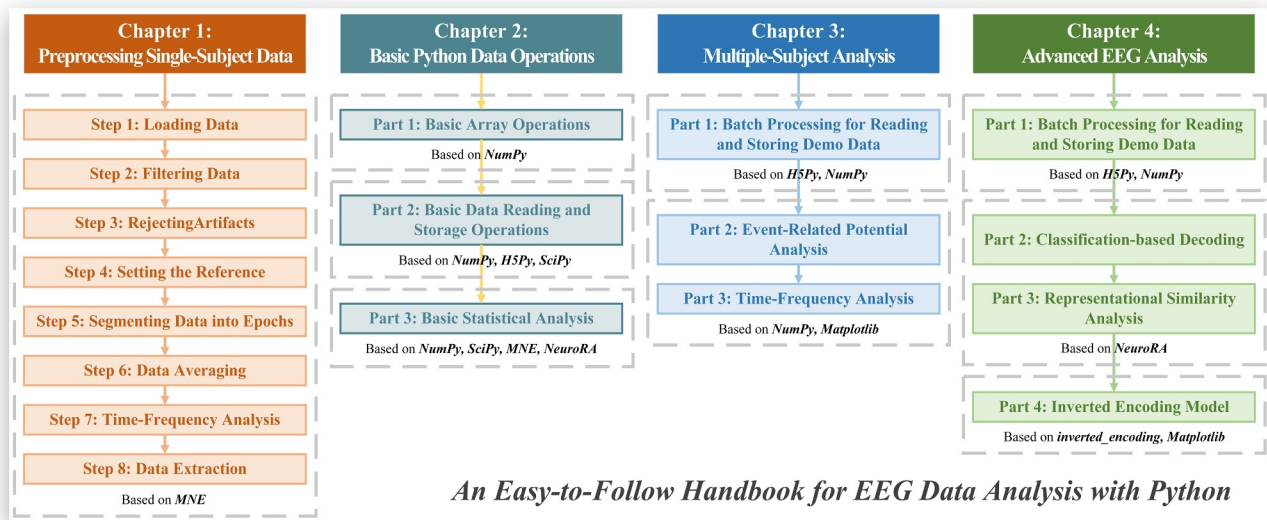 Chapter 1:
Preprocessing Single-Subject Data
Step 1: Loading Data
Step 2: Filtering Data
Step 3: RejectingArtifacts
Step 4: Setting the Reference
Step 5: Segmenting Data into Epochs
Step 6: Data Averaging
Step 7: Time-Frequency Analysis
Step 8: Data Extraction
Based on MNE
Chapter 2:
Basic Python Data Operations
Part 1: Basic Array Operations
Based on NumPy
Part 2: Basic Data Reading and
Storage Operations
Based on NumPy, H5Py, SciPy
Part 3: Basic Statistical Analysis
Based on NumPy, SciPy, MNE, NeuroRA
Chapter 3:
Multiple-Subject Analysis
Part 1: Batch Processing for Reading
and Storing Demo Data
Based on H5Py, NumPy
Part 2: Event-Related Potential
Analysis
Part 3: Time-Frequency Analysis
Based on NumPy, Matplotlib
Chapter 4:
Advanced EEG Analysis
Part 1: Batch Processing for Reading
and Storing Demo Data
Based on H5Py, NumPy
Part 2: Classification-based Decoding
Part 3: Representational Similarity
Analysis
Based on NeuroRA
Part 4: Inverted Encoding Model
Based on inverted_encoding, Matplotlib
An Easy-to-Follow Handbook for EEG Data Analysis with Python